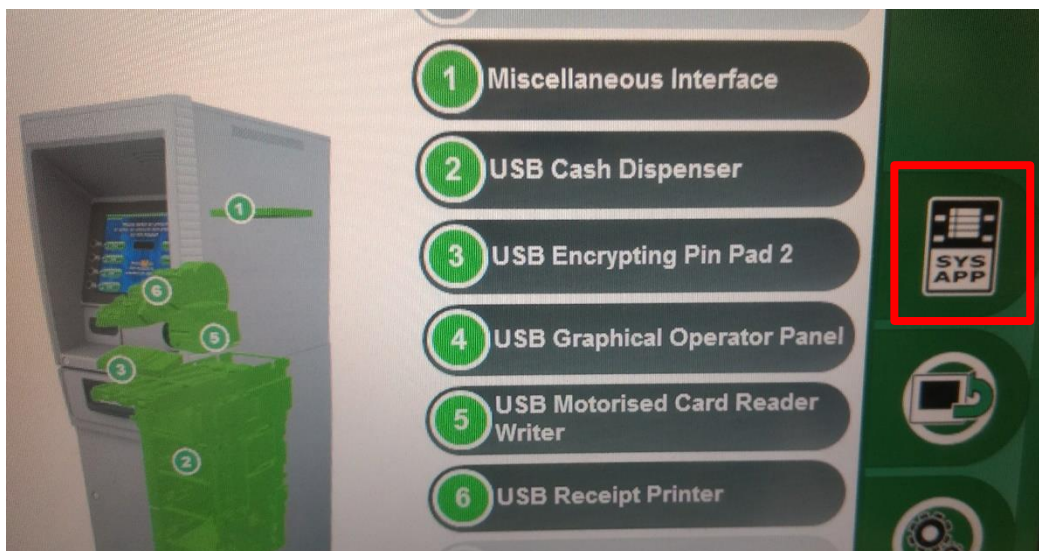 1 Miscellaneous Interface
2 USB Cash Dispenser
3 USB Encrypting Pin Pad 2
4 USB Graphical Operator Panel
5 USB Motorised Card Reader
Writer
6 USB Receipt Printer
SYS
APP
1
6
5
3
2